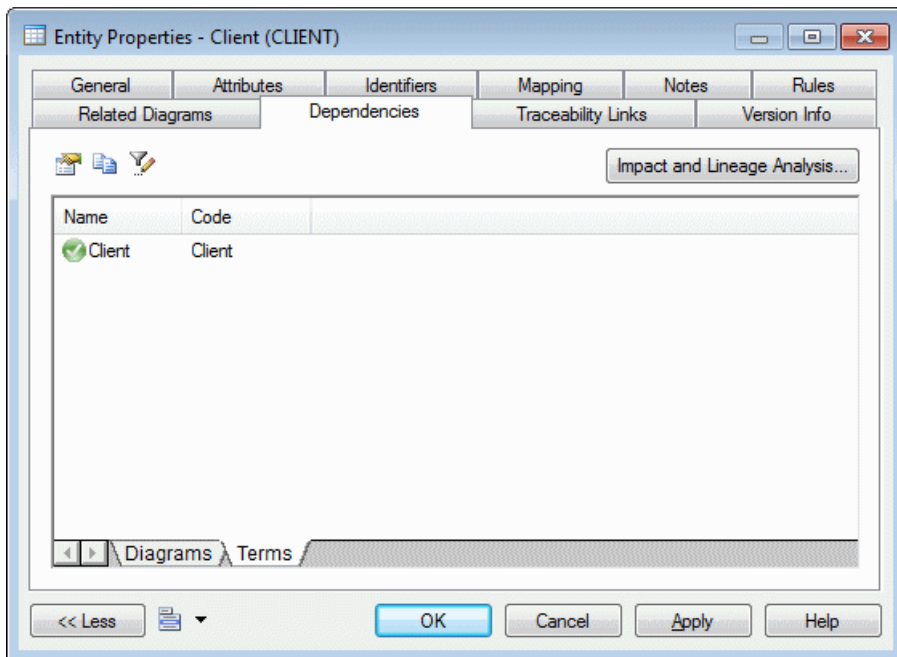 Entity Properties - Client (CLIENT)
General Attributes Identifiers Mapping Notes Rules
Related Diagrams Dependencies Traceability Links Version Info
Impact and Lineage Analysis...
Name Code
Client Client
Diagrams Terms
<< Less OK Cancel Apply Help